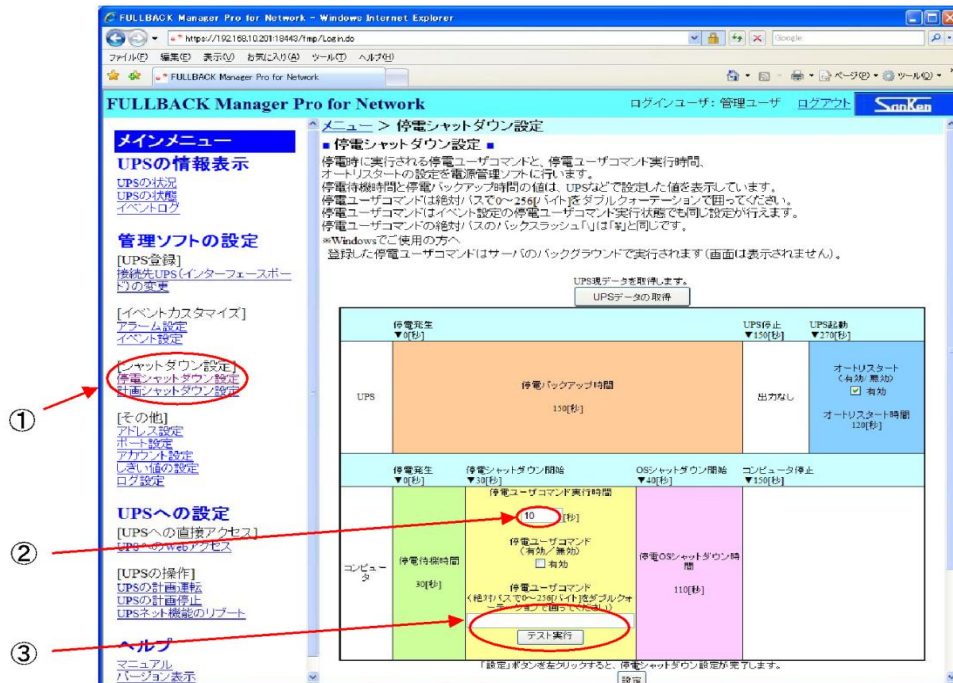 FULLBACK Manager Pro for Network - Windows Internet Explorer
https://192.168.10.201:18443/fmp/Login.do
Google
ファイル(F) 編集(E) 表示(V) お気に入り(A) ツール(T) ヘルプ(H)
FULLBACK Manager Pro for Network
ページ(P) ツール(O)
FULLBACK Manager Pro for Network
ログインユーザ: 管理ユーザ ログアウト
SanKen
メインメニュー
UPSの情報表示
UPSの状況
UPSの状態
イベントログ
管理ソフトの設定
[UPS登録]
接続先UPS(インターフェースボー
ド)の変更
[イベントカスタマイズ]
アラーム設定
イベント設定
[シャットダウン設定]
停電シャットダウン設定
計画シャットダウン設定
[その他]
アドレス設定
ポート設定
アカウント設定
しきい値の設定
ログ設定
UPSへの設定
[UPSへの直接アクセス]
UPSへのWebアクセス
[UPSの操作]
UPSの計画運転
UPSの計画停止
UPSネット機能のリブート
ヘルプ
マニュアル
バージョン表示
①
②
③
メニュー > 停電シャットダウン設定
■ 停電シャットダウン設定 ■
停電時に実行される停電ユーザコマンドと、停電ユーザコマンド実行時間、
オートリスタートの設定を電源管理ソフトに行います。
停電待機時間と停電バックアップ時間の値は、UPSなどで設定した値を表示しています。
停電ユーザコマンドは絶対パスで0~256[バイト]をダブルクォーテーションで囲ってください。
停電ユーザコマンドはイベント設定の停電ユーザコマンド実行状態でも同じ設定が行えます。
停電ユーザコマンドの絶対パスのバックスラッシュ「\」は「¥」と同じです。
※Windowsでご使用の方へ
登録した停電ユーザコマンドはサーバのバックグラウンドで実行されます(画面は表示されません)。
UPS現データを取得します。
UPSデータの取得
停電発生
▼0[秒]
UPS停止
▼150[秒]
UPS起動
▼270[秒]
UPS
停電バックアップ時間
150[秒]
出力なし
オートリスタート
(有効/無効)
有効
オートリスタート時間
120[秒]
停電発生
▼0[秒]
停電シャットダウン開始
▼30[秒]
OSシャットダウン開始
▼40[秒]
コンピュータ停止
▼150[秒]
コンピュー
タ
停電待機時間
30[秒]
停電ユーザコマンド実行時間
10 [秒]
停電ユーザコマンド
(有効/無効)
有効
停電ユーザコマンド
(絶対パスで0~256[バイト]をダブルクォ
ーテーションで囲ってください)
テスト実行
停電OSシャットダウン時
間
110[秒]
「設定」ボタンを左クリックすると、停電シャットダウン設定が完了します。
設定